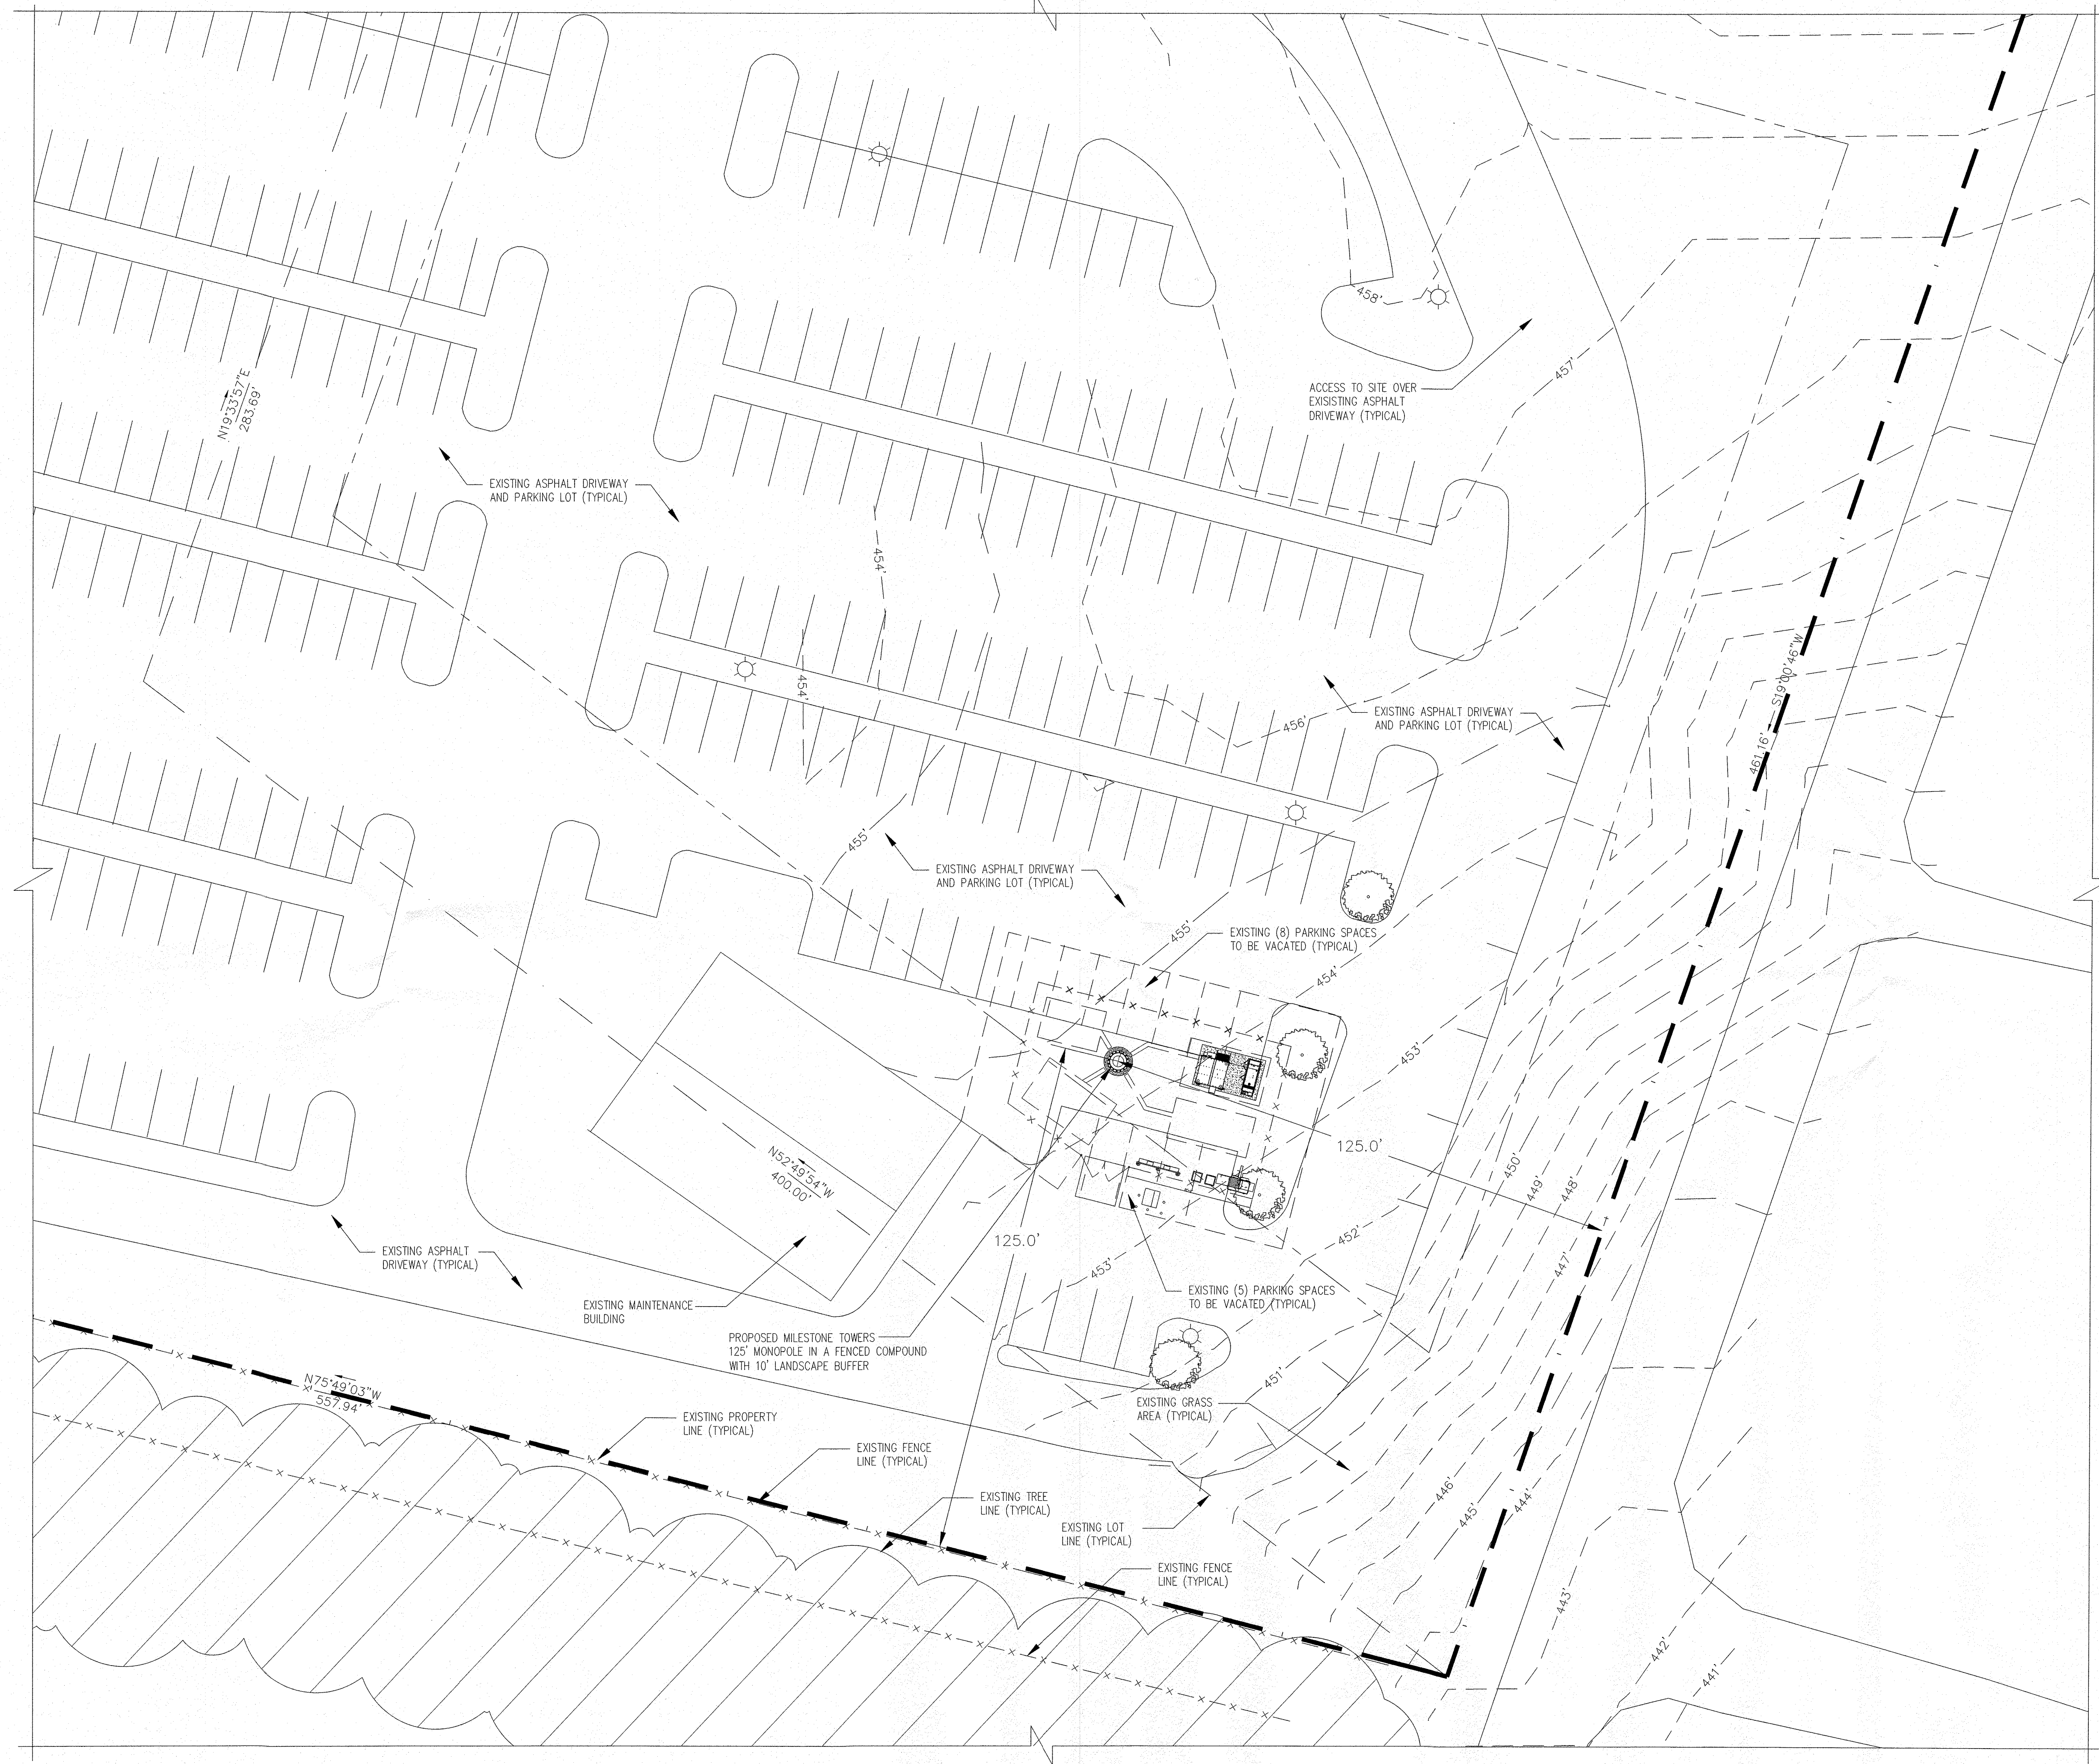 458'
ACCESS TO SITE OVER
EXISISTING ASPHALT
DRIVEWAY (TYPICAL)
457'
N19°33'57"E
283.69'
EXISTING ASPHALT DRIVEWAY
AND PARKING LOT (TYPICAL)
454'
454'
S19°00'46"W
461.16'
456'
EXISTING ASPHALT DRIVEWAY
AND PARKING LOT (TYPICAL)
455'
EXISTING ASPHALT DRIVEWAY
AND PARKING LOT (TYPICAL)
455'
EXISTING (8) PARKING SPACES
TO BE VACATED (TYPICAL)
454'
453'
125.0'
N52°49'54"W
400.00'
450'
449'
448'
447'
452'
125.0'
453'
EXISTING ASPHALT
DRIVEWAY (TYPICAL)
EXISTING (5) PARKING SPACES
TO BE VACATED (TYPICAL)
EXISTING MAINTENANCE
BUILDING
PROPOSED MILESTONE TOWERS
125' MONOPOLE IN A FENCED COMPOUND
WITH 10' LANDSCAPE BUFFER
451'
N75°49'03"W
557.94'
EXISTING GRASS
AREA (TYPICAL)
EXISTING PROPERTY
LINE (TYPICAL)
EXISTING FENCE
LINE (TYPICAL)
EXISTING TREE
LINE (TYPICAL)
446'
445'
444'
EXISTING LOT
LINE (TYPICAL)
EXISTING FENCE
LINE (TYPICAL)
443'
442'
441'